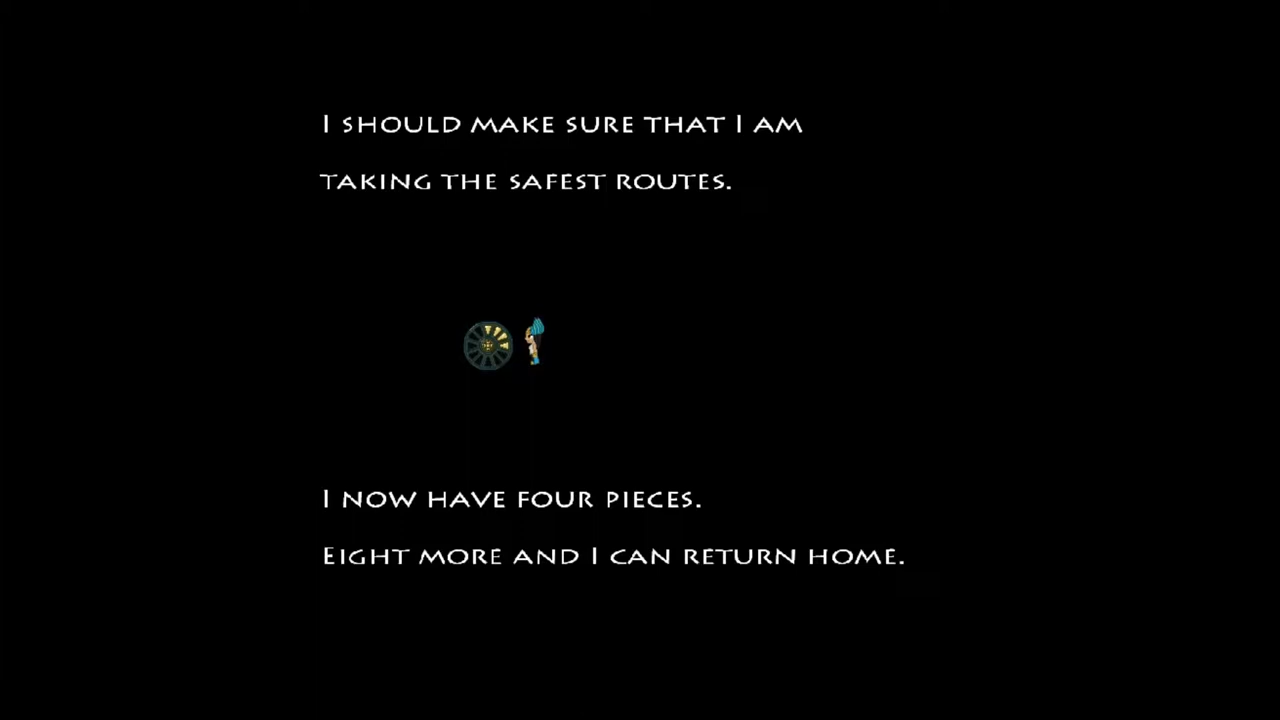 I should make sure that I am
taking the safest routes.
I now have four pieces.
Eight more and I can return home.